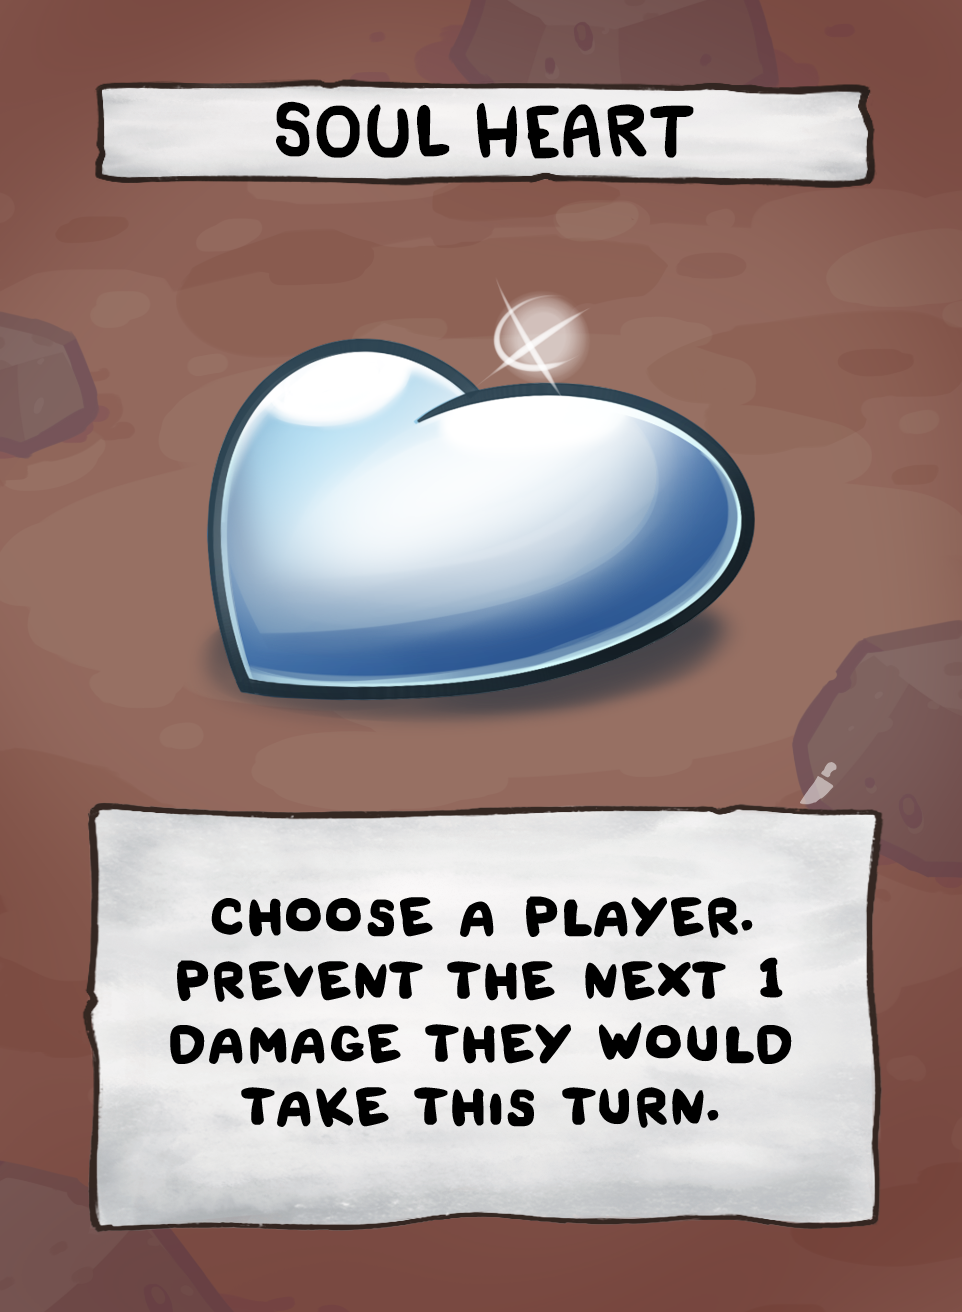 SOUL HEART
CHOOSE A PLAYER.
PREVENT THE NEXT 1
DAMAGE THEY WOULD
TAKE THIS TURN.